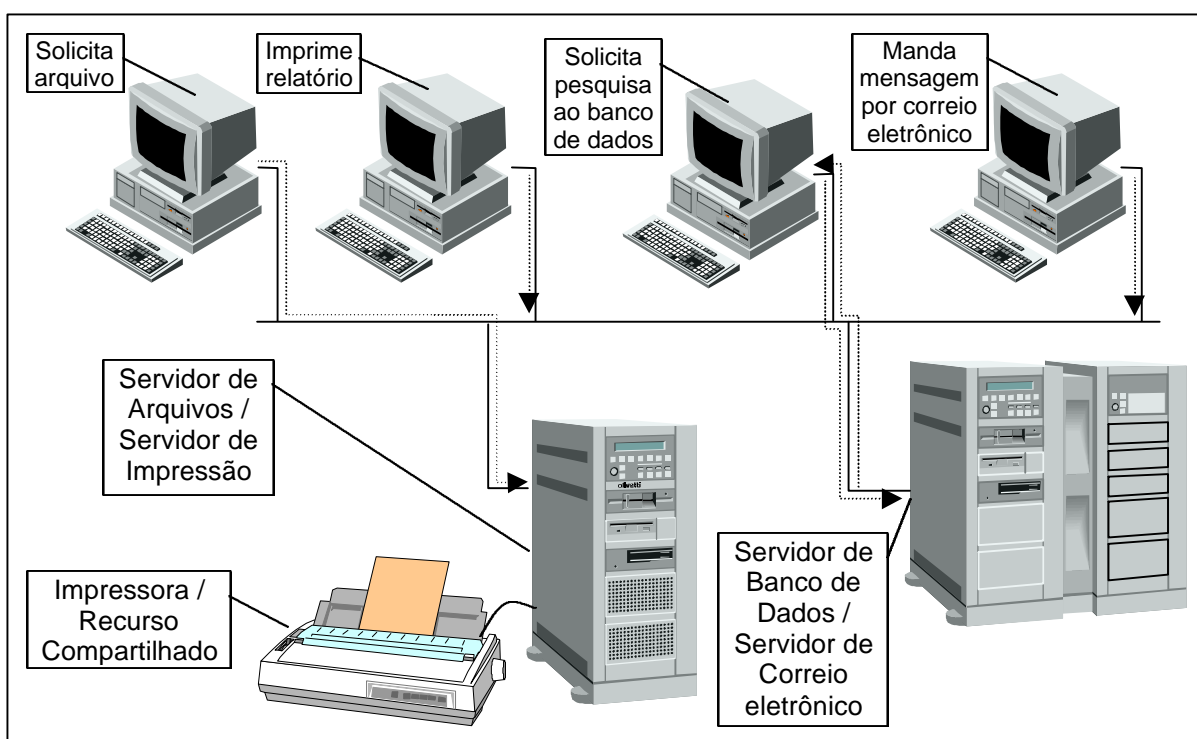 Solicita
arquivo
Imprime
relatório
Solicita
pesquisa
ao banco
de dados
Manda
mensagem
por correio
eletrônico
Servidor de
Arquivos /
Servidor de
Impressão
olivetti
Impressora /
Recurso
Compartilhado
Servidor de
Banco de
Dados /
Servidor de
Correio
eletrônico